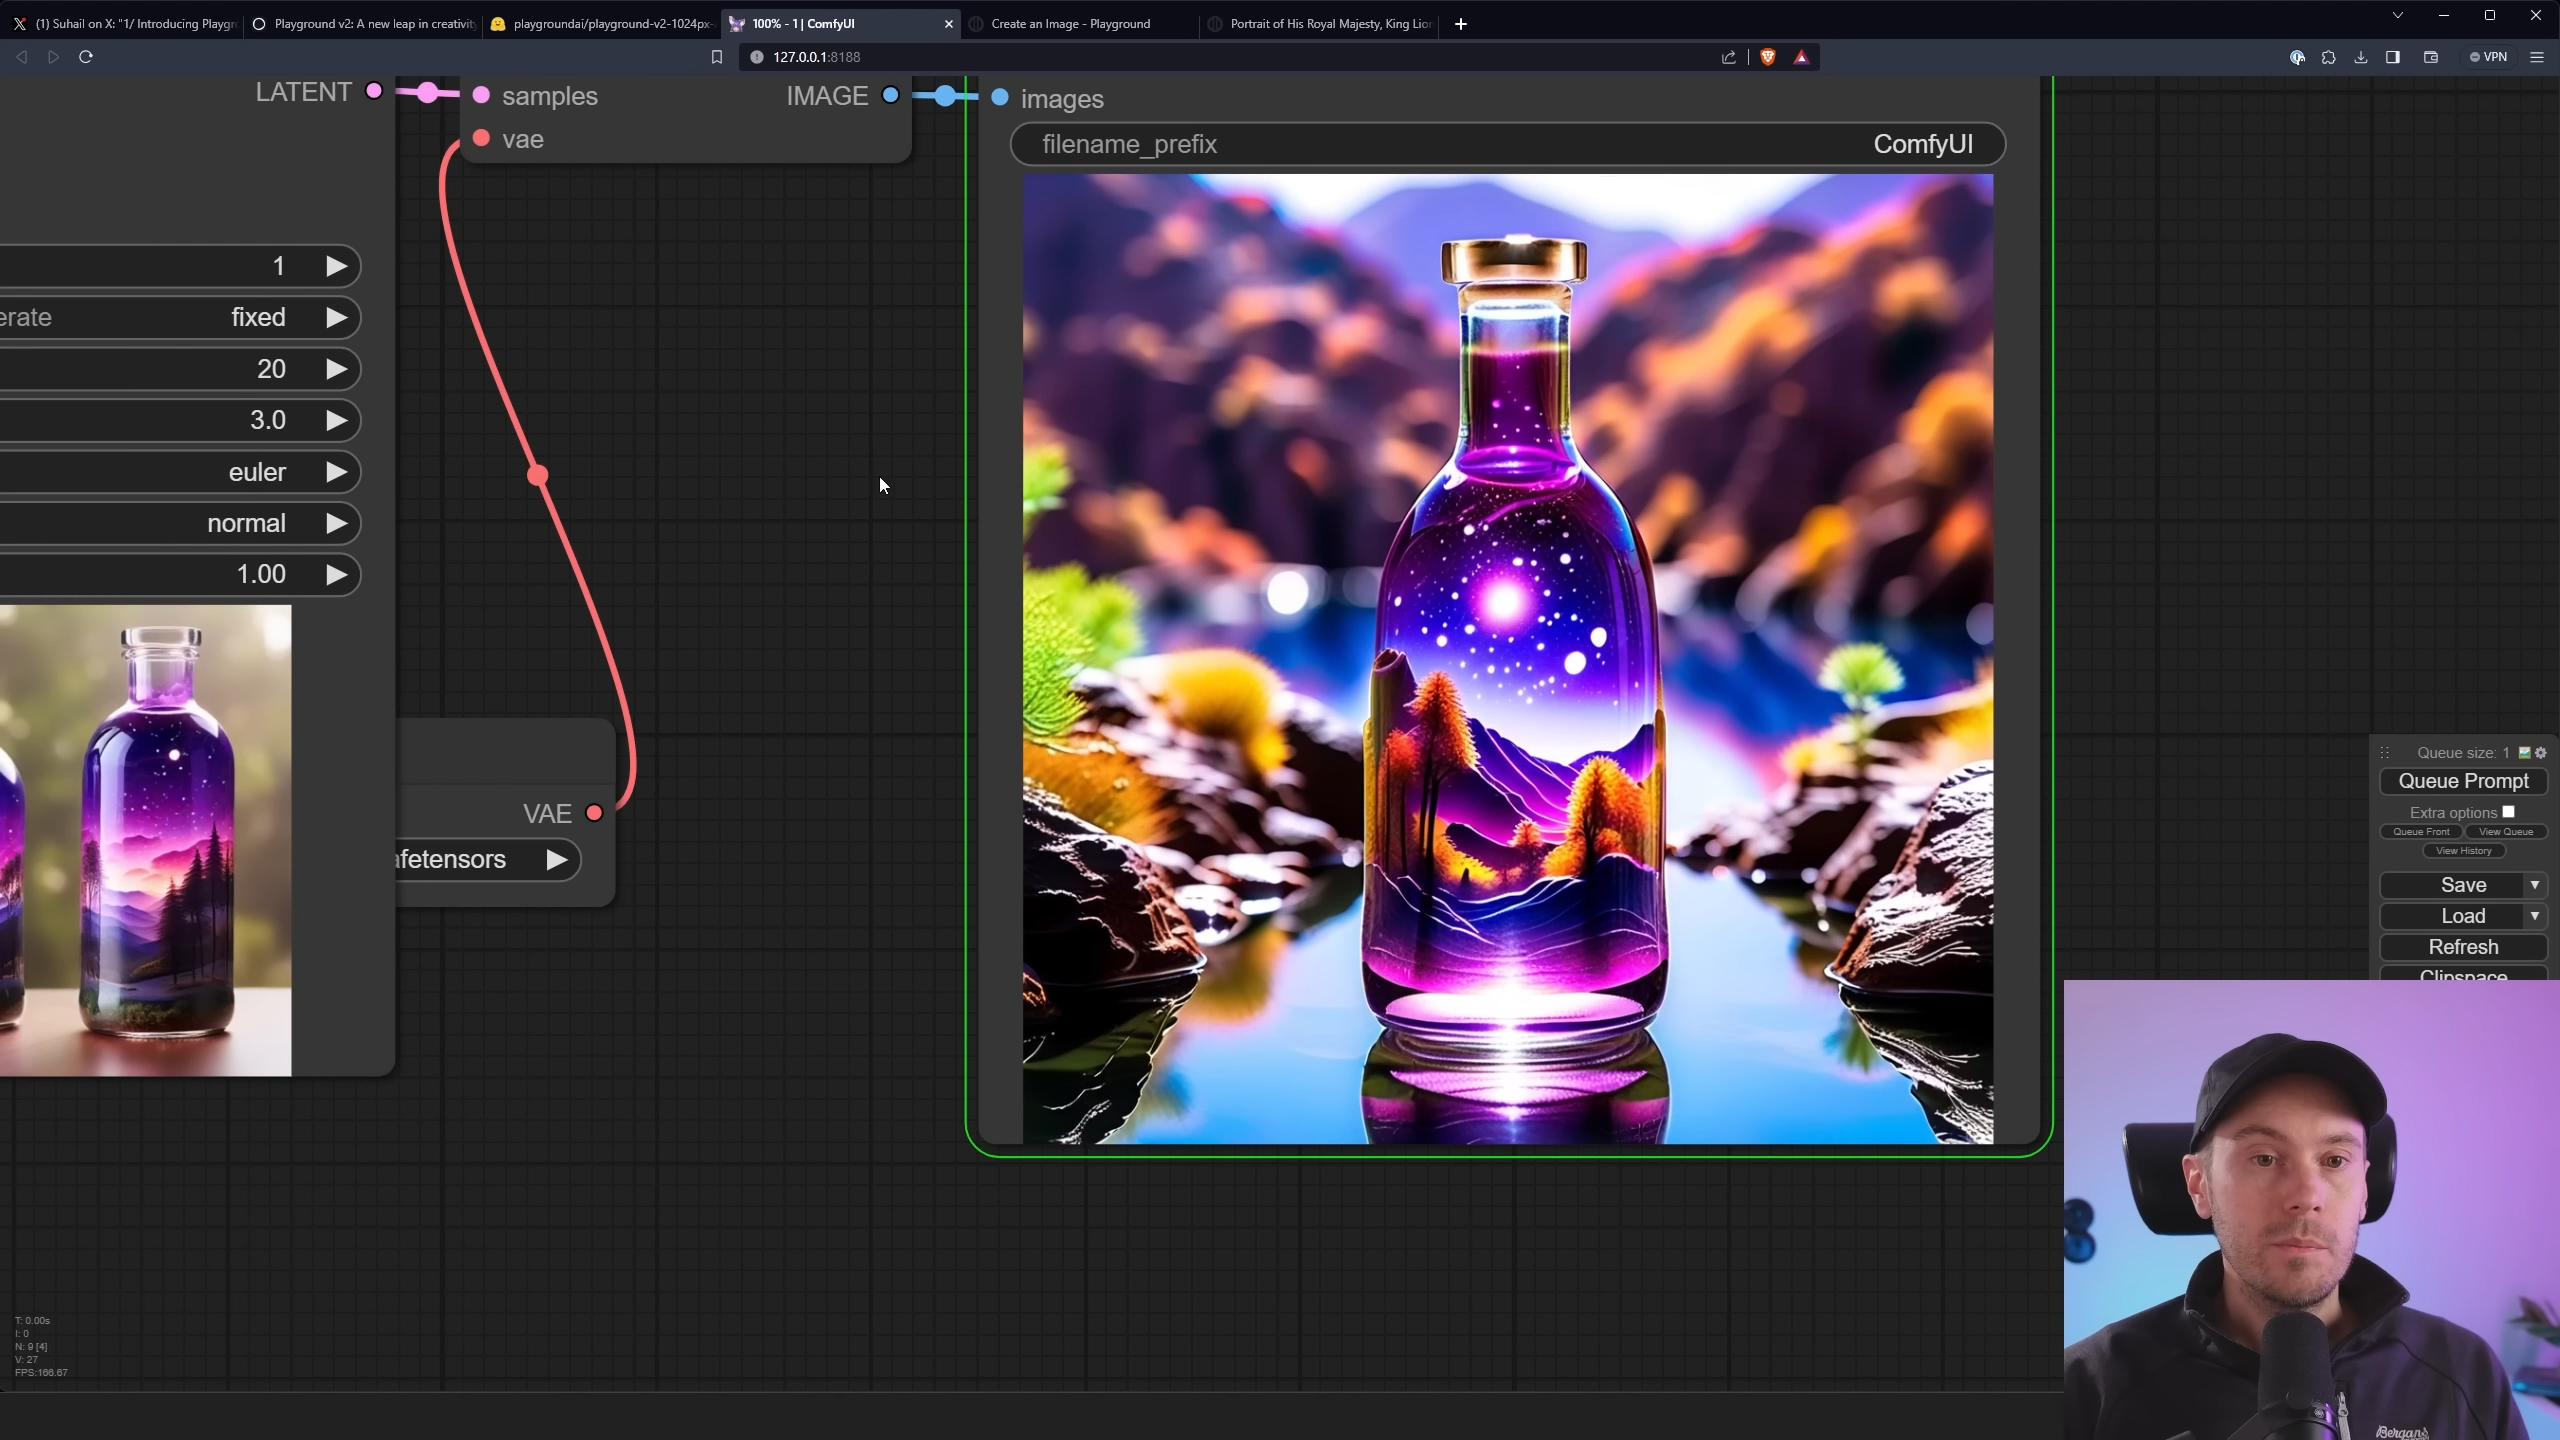 (1) Suhail on X: "1/ Introducing Playgr
Playground v2: A new leap in creativity
playgroundai/playground-v2-1024px-
100% - 1 | ComfyUI
Create an Image - Playground
Portrait of His Royal Majesty, King Lion
127.0.0.1:8188
VPN
LATENT
samples
IMAGE
images
vae
filename_prefix
ComfyUI
1
erate
fixed
20
3.0
euler
normal
1.00
VAE
afetensors
Queue size: 1
Queue Prompt
Extra options
Queue Front
View Queue
View History
Save
Load
Refresh
Clipspace
T: 0.00s
I: 0
N: 9 [4]
V: 27
FPS:166.67
Bergans